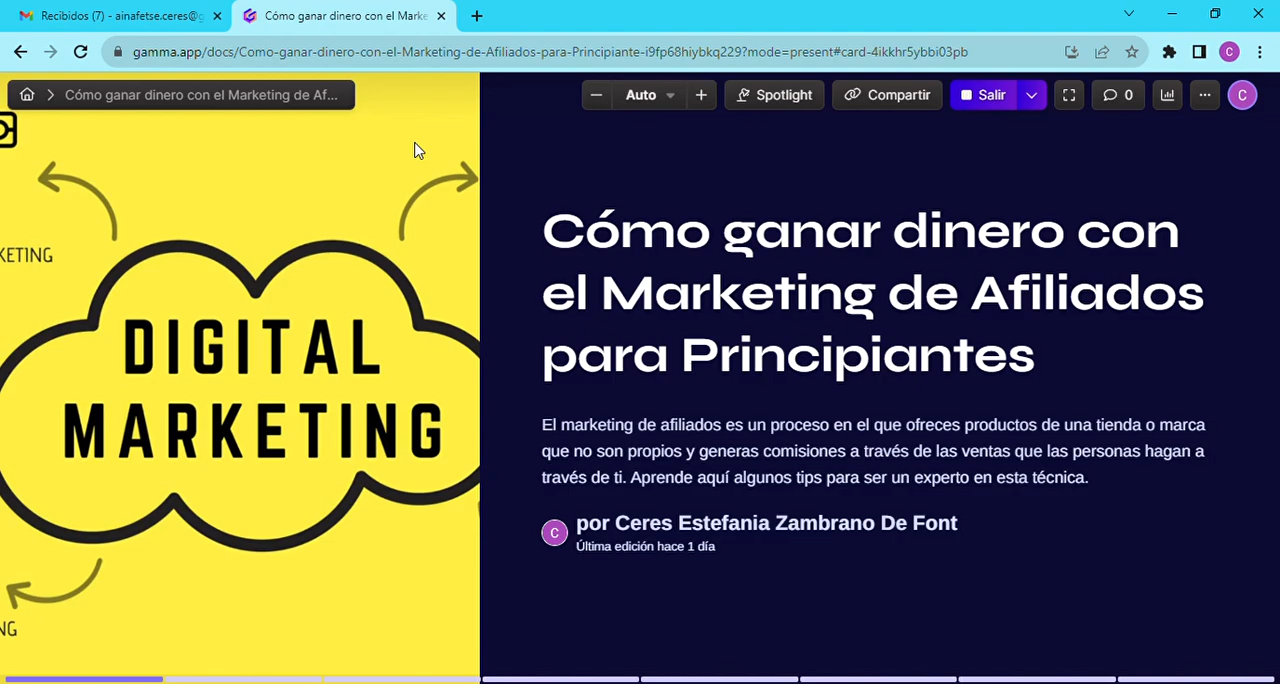 Recibidos (7) - ainafetse.ceres@g
Cómo ganar dinero con el Marke
gamma.app/docs/Como-ganar-dinero-con-el-Marketing-de-Afiliados-para-Principiante-i9fp68hiybkq229?mode=present#card-4ikkhr5ybbi03pb
C
Cómo ganar dinero con el Marketing de Af...
Auto
Spotlight
Compartir
Salir
0
C
KETING
DIGITAL
MARKETING
NG
Cómo ganar dinero con
el Marketing de Afiliados
para Principiantes
El marketing de afiliados es un proceso en el que ofreces productos de una tienda o marca
que no son propios y generas comisiones a través de las ventas que las personas hagan a
través de ti. Aprende aquí algunos tips para ser un experto en esta técnica.
C
por Ceres Estefania Zambrano De Font
Última edición hace 1 día